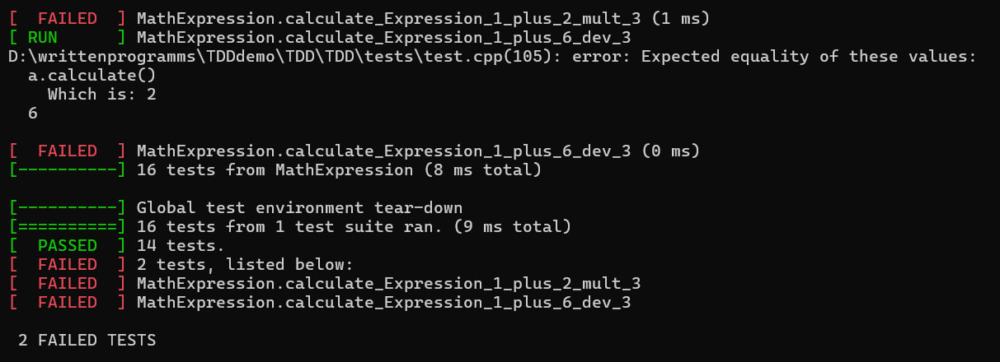 [  FAILED  ] MathExpression.calculate_Expression_1_plus_2_mult_3 (1 ms)
[ RUN      ] MathExpression.calculate_Expression_1_plus_6_dev_3
D:\writtenprogramms\TDDdemo\TDD\TDD\tests\test.cpp(105): error: Expected equality of these values:
  a.calculate()
    Which is: 2
  6
[  FAILED  ] MathExpression.calculate_Expression_1_plus_6_dev_3 (0 ms)
[----------] 16 tests from MathExpression (8 ms total)
[----------] Global test environment tear-down
[==========] 16 tests from 1 test suite ran. (9 ms total)
[  PASSED  ] 14 tests.
[  FAILED  ] 2 tests, listed below:
[  FAILED  ] MathExpression.calculate_Expression_1_plus_2_mult_3
[  FAILED  ] MathExpression.calculate_Expression_1_plus_6_dev_3
 2 FAILED TESTS